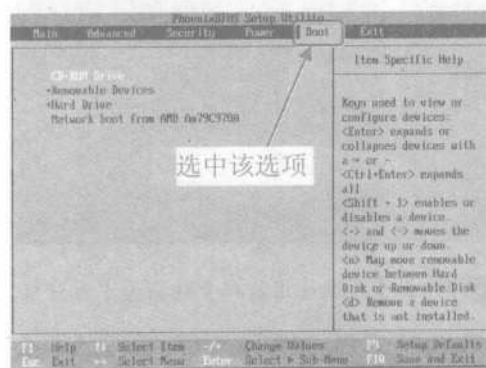 PhoenixBIOS Setup Utility
Main Advanced Security Power Boot Exit
CD-ROM Drive
+Removable Devices
+Hard Drive
Network boot from AMD Am79C970A
选中该选项
Item Specific Help
Keys used to view or
configure devices:
<Enter> expands or
collapses devices with
a + or -
<Ctrl+Enter> expands
all
<Shift + 1> enables or
disables a device.
<+> and <-> moves the
device up or down.
<n> May move removable
device between Hard
Disk or Removable Disk
<d> Remove a device
that is not installed.
F1 Help ↑↓ Select Item -/+ Change Values F9 Setup Defaults
Esc Exit ↔ Select Menu Enter Select ▶ Sub-Menu F10 Save and Exit